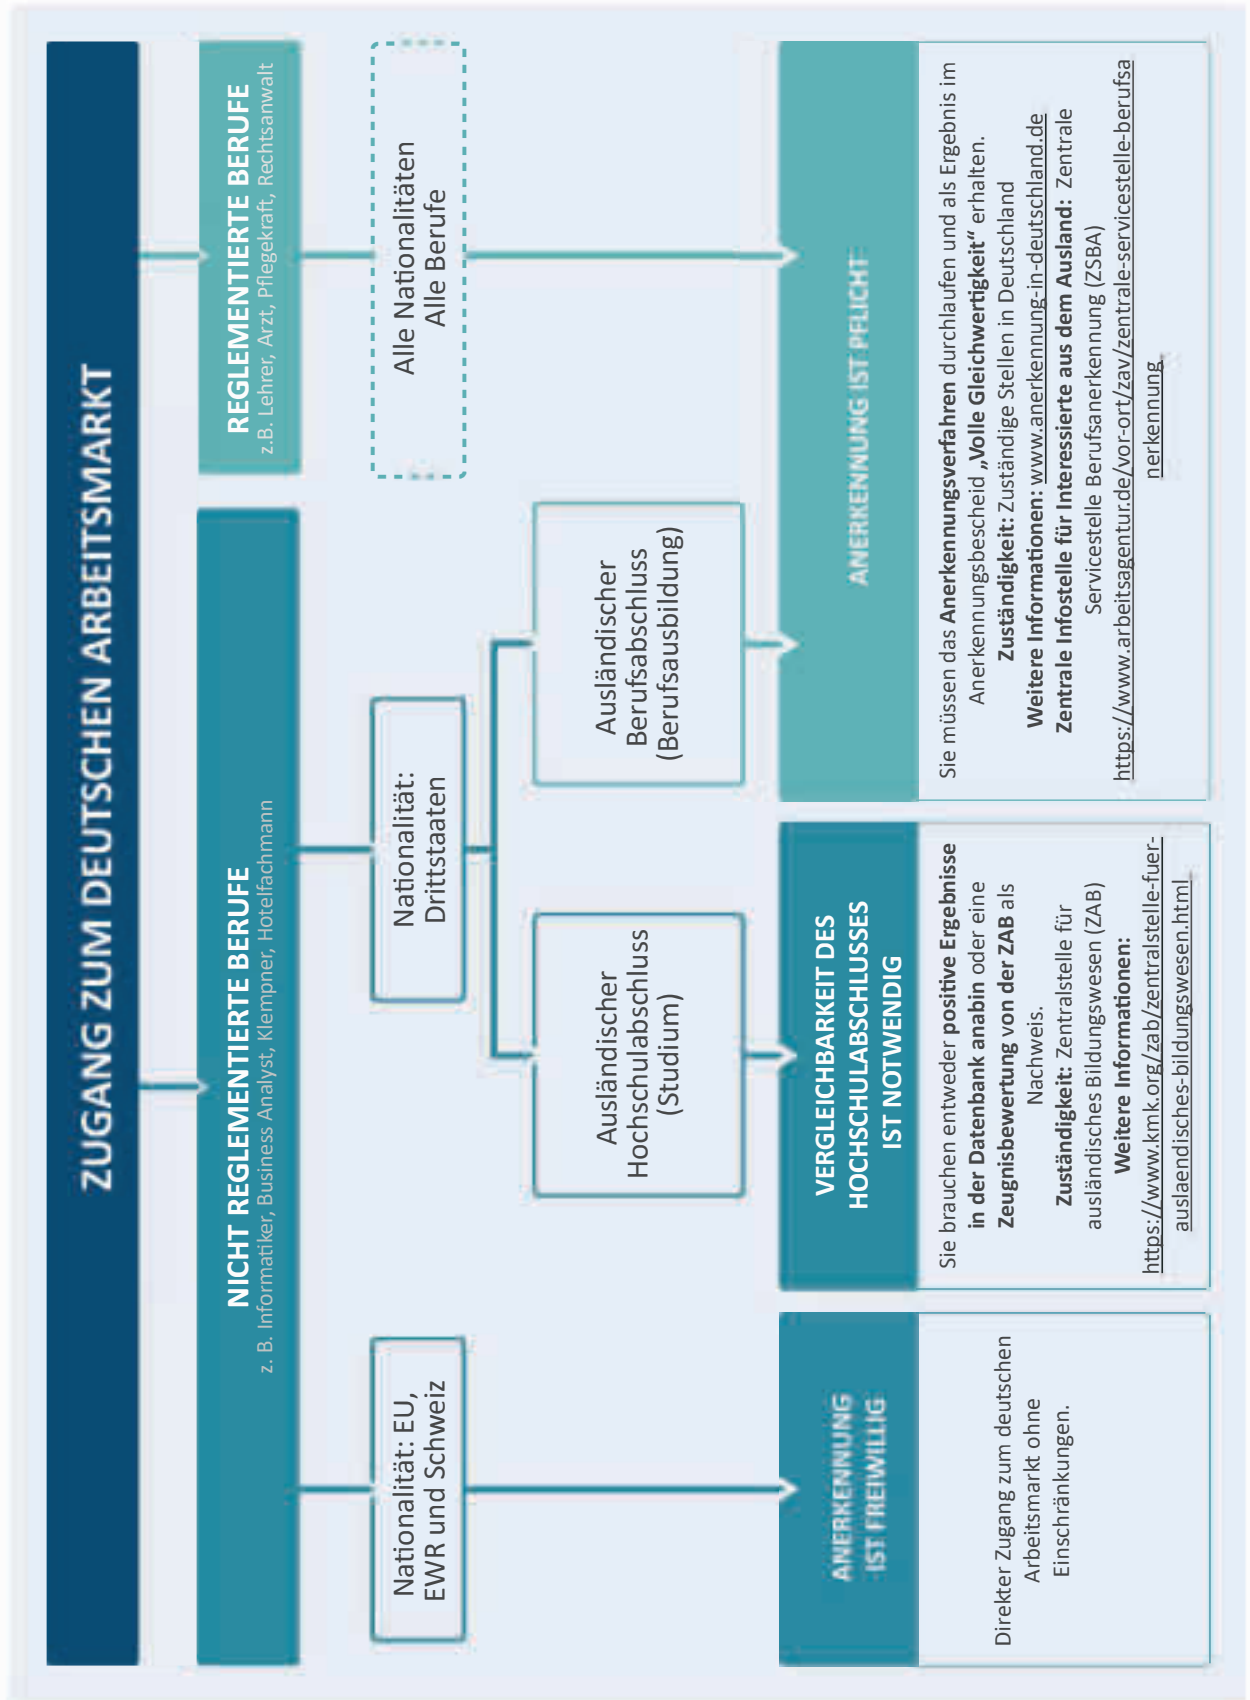 ZUGANG ZUM DEUTSCHEN ARBEITSMARKT
NICHT REGLEMENTIERTE BERUFE
z. B. Informatiker, Business Analyst, Klempner, Hotelfachmann
REGLEMENTIERTE BERUFE
z.B. Lehrer, Arzt, Pflegekraft, Rechtsanwalt
Nationalität: EU,
EWR und Schweiz
Nationalität:
Drittstaaten
Alle Nationalitäten
Alle Berufe
Ausländischer
Hochschulabschluss
(Studium)
Ausländischer
Berufsabschluss
(Berufsausbildung)
ANERKENNUNG
IST FREIWILLIG
Direkter Zugang zum deutschen
Arbeitsmarkt ohne
Einschränkungen.
VERGLEICHBARKEIT DES
HOCHSCHULABSCHLUSSES
IST NOTWENDIG
Sie brauchen entweder positive Ergebnisse
in der Datenbank anabin oder eine
Zeugnisbewertung von der ZAB als
Nachweis.
Zuständigkeit: Zentralstelle für
ausländisches Bildungswesen (ZAB)
Weitere Informationen:
https://www.kmk.org/zab/zentralstelle-fuer-
auslaendisches-bildungswesen.html
ANERKENNUNG IST PFLICHT
Sie müssen das Anerkennungsverfahren durchlaufen und als Ergebnis im
Anerkennungsbescheid „Volle Gleichwertigkeit“ erhalten.
Zuständigkeit: Zuständige Stellen in Deutschland
Weitere Informationen: www.anerkennung-in-deutschland.de
Zentrale Infostelle für Interessierte aus dem Ausland: Zentrale
Servicestelle Berufsanerkennung (ZSBA)
https://www.arbeitsagentur.de/vor-ort/zav/zentrale-servicestelle-berufsa
nerkennung